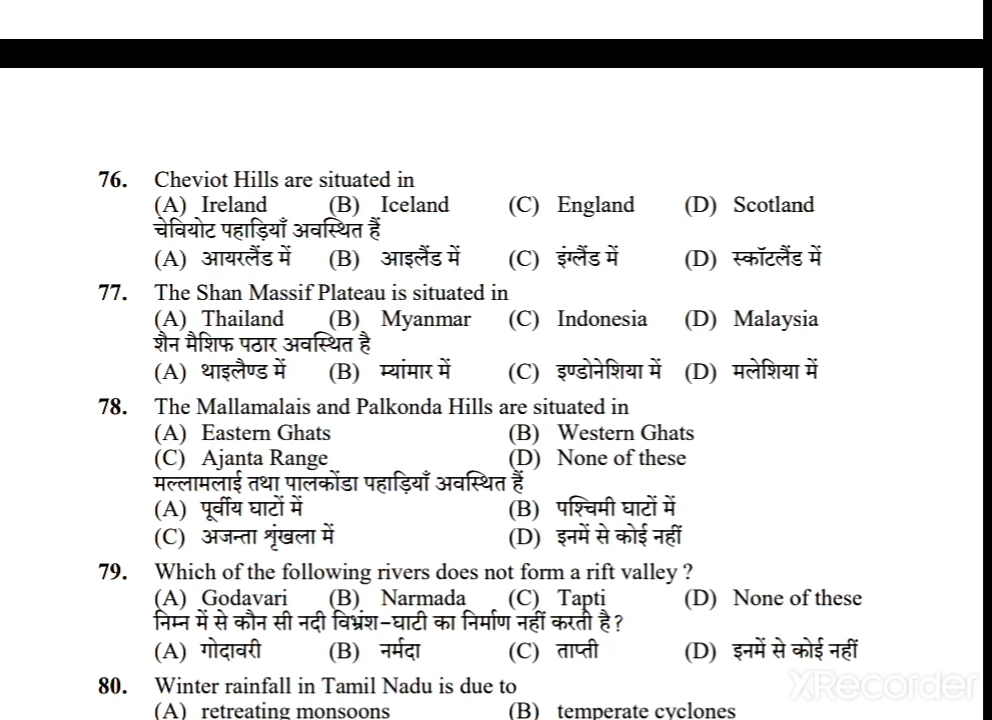 76. Cheviot Hills are situated in
(A) Ireland (B) Iceland (C) England (D) Scotland
चेवियोट पहाड़ियाँ अवस्थित हैं
(A) आयरलैंड में (B) आइलैंड में (C) इंग्लैंड में (D) स्कॉटलैंड में
77. The Shan Massif Plateau is situated in
(A) Thailand (B) Myanmar (C) Indonesia (D) Malaysia
शैन मैशिफ पठार अवस्थित है
(A) थाइलैण्ड में (B) म्यांमार में (C) इण्डोनेशिया में (D) मलेशिया में
78. The Mallamalais and Palkonda Hills are situated in
(A) Eastern Ghats (B) Western Ghats
(C) Ajanta Range (D) None of these
मल्लामलाई तथा पालकोंडा पहाड़ियाँ अवस्थित हैं
(A) पूर्वीय घाटों में (B) पश्चिमी घाटों में
(C) अजन्ता शृंखला में (D) इनमें से कोई नहीं
79. Which of the following rivers does not form a rift valley ?
(A) Godavari (B) Narmada (C) Tapti (D) None of these
निम्न में से कौन सी नदी विभ्रंश-घाटी का निर्माण नहीं करती है?
(A) गोदावरी (B) नर्मदा (C) ताप्ती (D) इनमें से कोई नहीं
80. Winter rainfall in Tamil Nadu is due to
(A) retreating monsoons (B) temperate cyclones
XRecorder